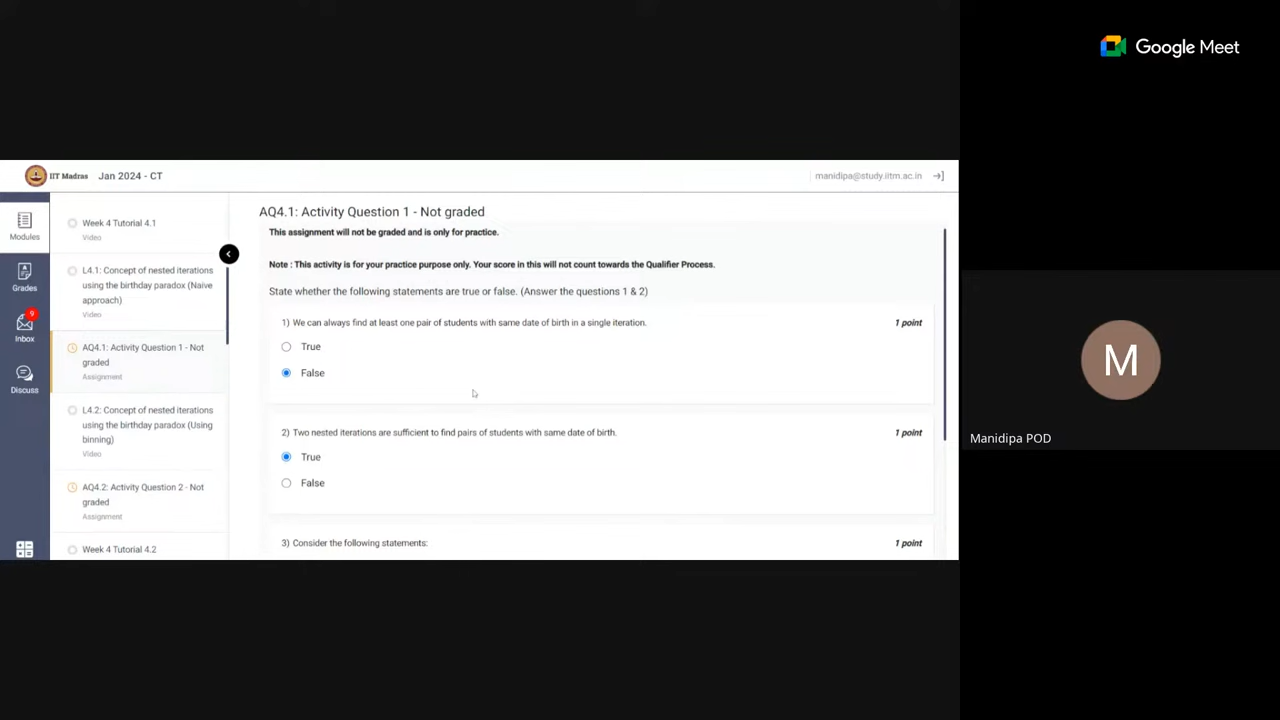 Google Meet
IIT Madras
Jan 2024 - CT
manidipa@study.iitm.ac.in
Modules
Grades
9
Inbox
Discuss
Week 4 Tutorial 4.1
Video
L4.1: Concept of nested iterations
using the birthday paradox (Naive
approach)
Video
AQ4.1: Activity Question 1 - Not
graded
Assignment
L4.2: Concept of nested iterations
using the birthday paradox (Using
binning)
Video
AQ4.2: Activity Question 2 - Not
graded
Assignment
Week 4 Tutorial 4.2
AQ4.1: Activity Question 1 - Not graded
This assignment will not be graded and is only for practice.
Note : This activity is for your practice purpose only. Your score in this will not count towards the Qualifier Process.
State whether the following statements are true or false. (Answer the questions 1 & 2)
1) We can always find at least one pair of students with same date of birth in a single iteration.
1 point
True
False
2) Two nested iterations are sufficient to find pairs of students with same date of birth.
1 point
True
False
3) Consider the following statements:
1 point
M
Manidipa POD